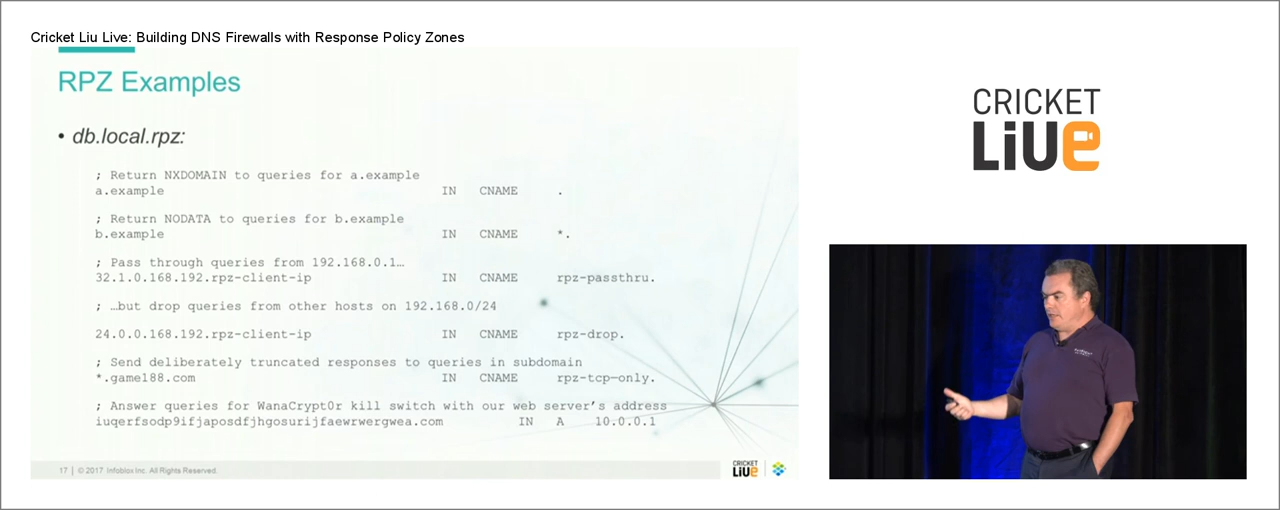 Cricket Liu Live: Building DNS Firewalls with Response Policy Zones
RPZ Examples
• db.local.rpz:
; Return NXDOMAIN to queries for a.example
a.example IN CNAME .
; Return NODATA to queries for b.example
b.example IN CNAME *.
; Pass through queries from 192.168.0.1…
32.1.0.168.192.rpz-client-ip IN CNAME rpz-passthru.
; …but drop queries from other hosts on 192.168.0/24
24.0.0.168.192.rpz-client-ip IN CNAME rpz-drop.
; Send deliberately truncated responses to queries in subdomain
*.game188.com IN CNAME rpz-tcp–only.
; Answer queries for WanaCrypt0r kill switch with our web server’s address
iuqerfsodp9ifjaposdfjhgosurijfaewrwergwea.com IN A 10.0.0.1
17 | © 2017 Infoblox Inc. All Rights Reserved.
CRICKET
LiUe
CRICKET
LiUe